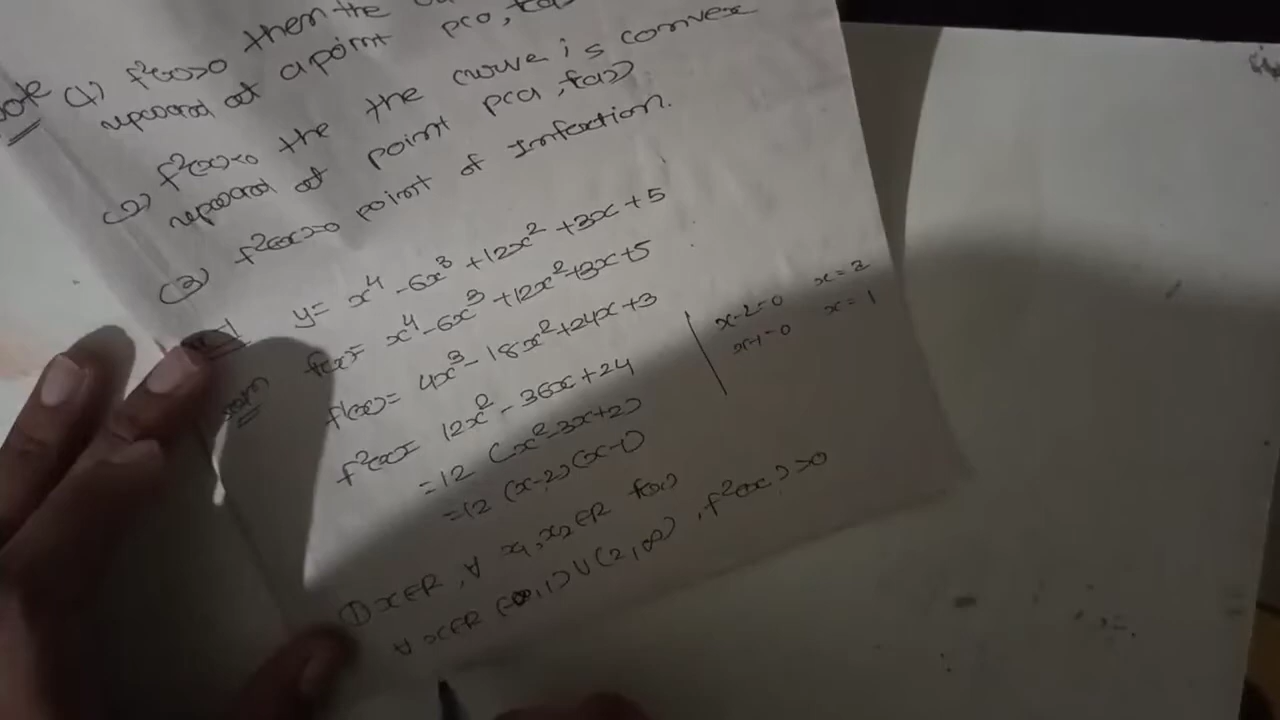 (1) f²(x)>0 then the
upward at a point p(a, f(a)
(2) f²(x)<0 the the curve is convex
upward at point p(a, f(a))
(3) f²(x)=0 point of Infextion.
y= x⁴ -6x³ +12x² +3x +5
f(x)= x⁴-6x³ +12x²+3x+5
f'(x)= 4x³- 18x²+24x+3
f²(x)= 12x² - 36x+24
=12 (x²-3x+2)
=12 (x-2)(x-1)
x-2=0 x=2
x-1=0 x=1
① x∈R, ∀ x₁,x₂∈R f(x)
∀ x∈R (-∞,1)∪(2,∞), f²(x)>0